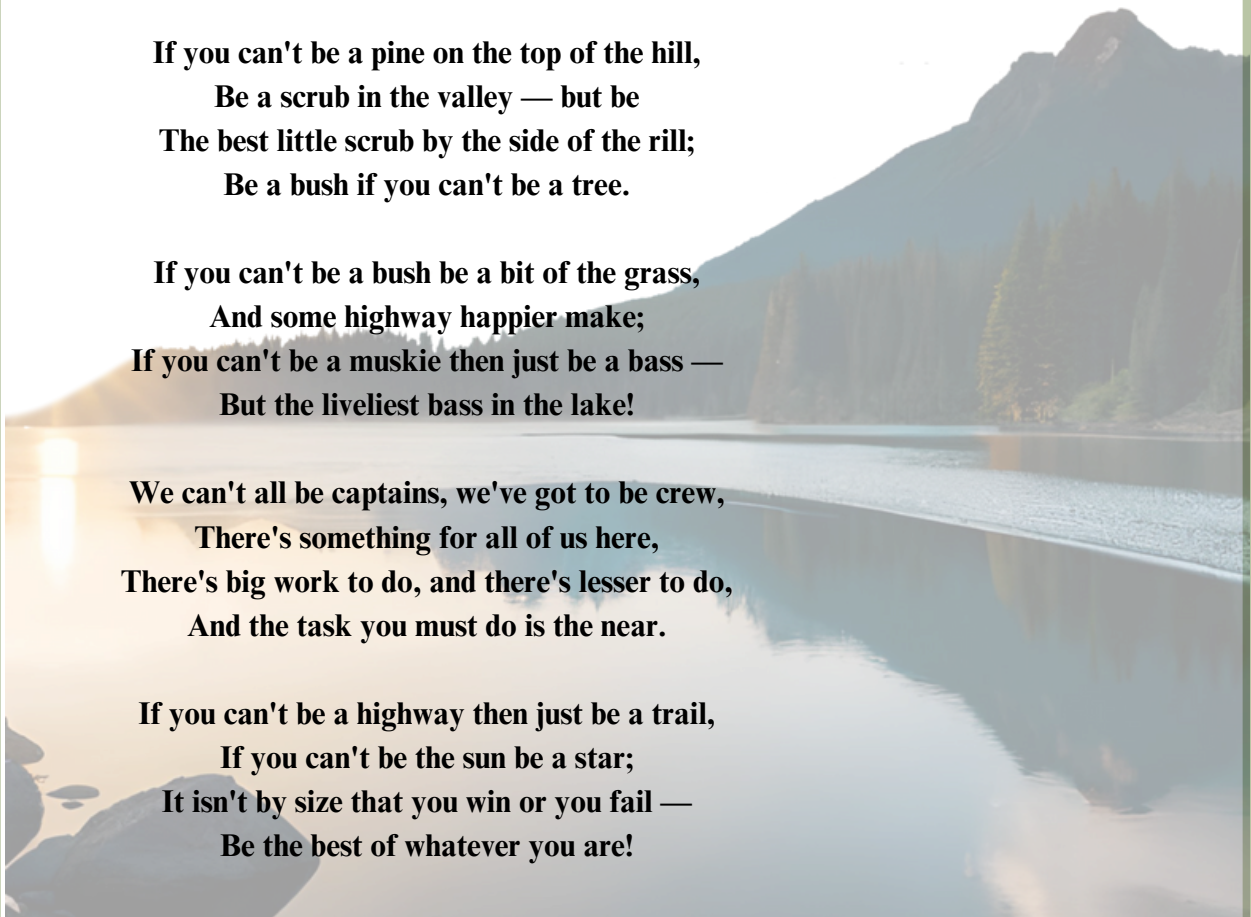 If you can't be a pine on the top of the hill,
Be a scrub in the valley — but be
The best little scrub by the side of the rill;
Be a bush if you can't be a tree.
If you can't be a bush be a bit of the grass,
And some highway happier make;
If you can't be a muskie then just be a bass —
But the liveliest bass in the lake!
We can't all be captains, we've got to be crew,
There's something for all of us here,
There's big work to do, and there's lesser to do,
And the task you must do is the near.
If you can't be a highway then just be a trail,
If you can't be the sun be a star;
It isn't by size that you win or you fail —
Be the best of whatever you are!